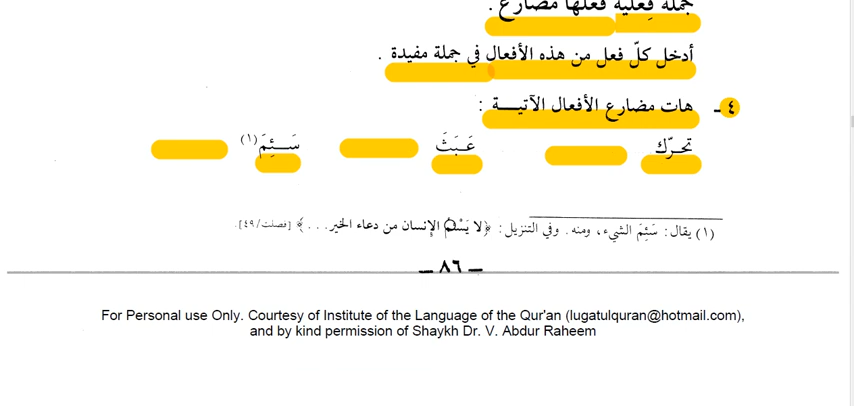 جملة فِعلية فعلها مضارع .
أدخل كلّ فعل من هذه الأفعال في جملة مفيدة .
٤ ـ هات مضارع الأفعال الآتيـــة :
تحرّك عَبَثَ سَــئِمَ (١)
(١) يقال: سَئِمَ الشيء، ومنه. وفي التنزيل: ﴿لا يَسْئَمُ الإنسان من دعاء الخير ...﴾ [فصلت/٤٩].
– ٨٦ –
For Personal use Only. Courtesy of Institute of the Language of the Qur'an (lugatulquran@hotmail.com),
and by kind permission of Shaykh Dr. V. Abdur Raheem